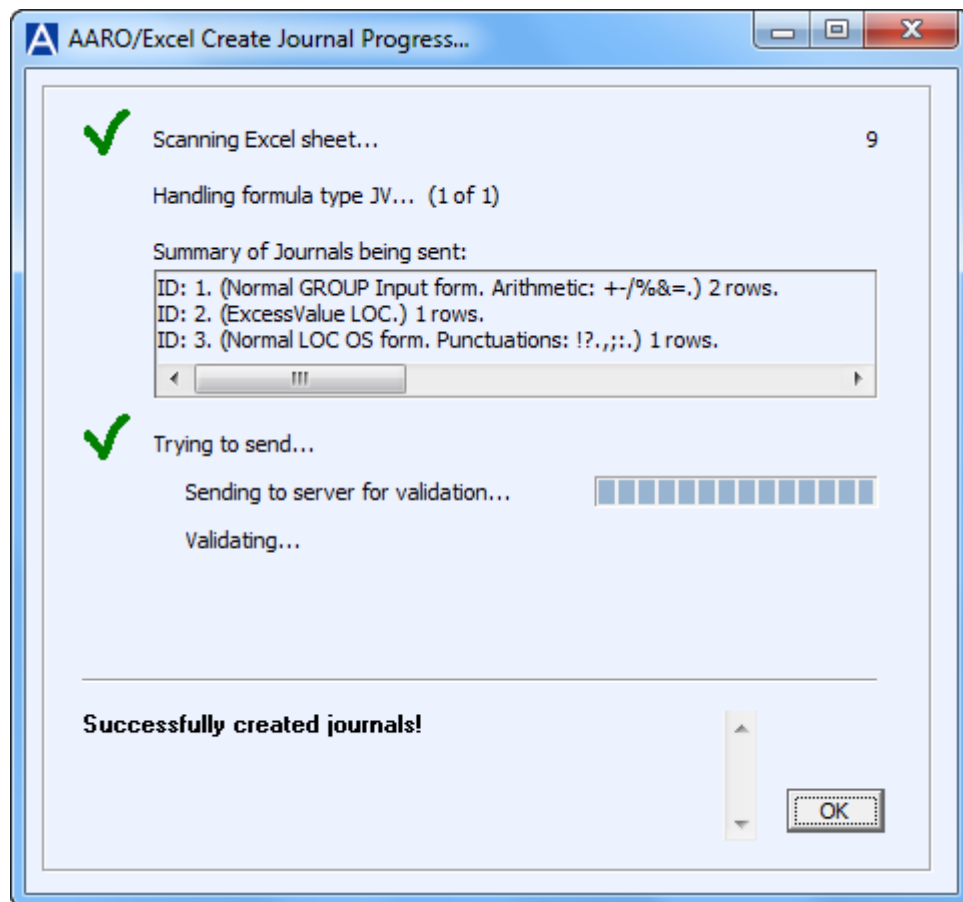 AARO/Excel Create Journal Progress...
Scanning Excel sheet... 9
Handling formula type JV... (1 of 1)
Summary of Journals being sent:
ID: 1. (Normal GROUP Input form. Arithmetic: +-/%&=.) 2 rows.
ID: 2. (ExcessValue LOC.) 1 rows.
ID: 3. (Normal LOC OS form. Punctuations: !?.,;:.) 1 rows.
Trying to send...
Sending to server for validation...
Validating...
Successfully created journals!
OK